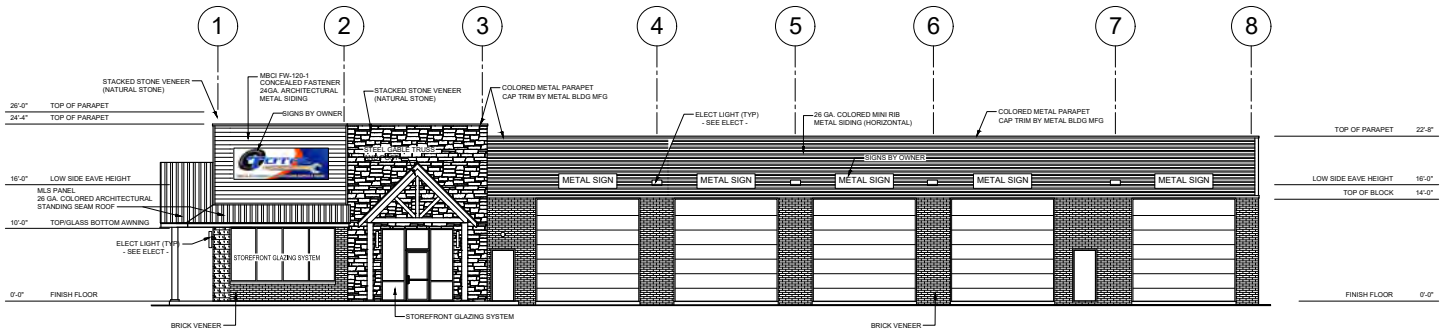 1
2
3
4
5
6
7
8
STACKED STONE VENEER
(NATURAL STONE)
MBCI FW-120-1
CONCEALED FASTENER
24GA. ARCHITECTURAL
METAL SIDING
STACKED STONE VENEER
(NATURAL STONE)
COLORED METAL PARAPET
CAP TRIM BY METAL BLDG MFG
ELECT LIGHT (TYP)
- SEE ELECT -
26 GA. COLORED MINI RIB
METAL SIDING (HORIZONTAL)
COLORED METAL PARAPET
CAP TRIM BY METAL BLDG MFG
26'-0" TOP OF PARAPET
24'-4" TOP OF PARAPET
SIGNS BY OWNER
TOP OF PARAPET 22'-8"
STEEL GABLE TRUSS
SIGNS BY OWNER
16'-0" LOW SIDE EAVE HEIGHT
METAL SIGN
METAL SIGN
METAL SIGN
METAL SIGN
METAL SIGN
LOW SIDE EAVE HEIGHT 16'-0"
TOP OF BLOCK 14'-0"
MLS PANEL
26 GA. COLORED ARCHITECTURAL
STANDING SEAM ROOF
10'-0" TOP/GLASS BOTTOM AWNING
ELECT LIGHT (TYP)
- SEE ELECT -
STOREFRONT GLAZING SYSTEM
0'-0" FINISH FLOOR
FINISH FLOOR 0'-0"
STOREFRONT GLAZING SYSTEM
BRICK VENEER
BRICK VENEER